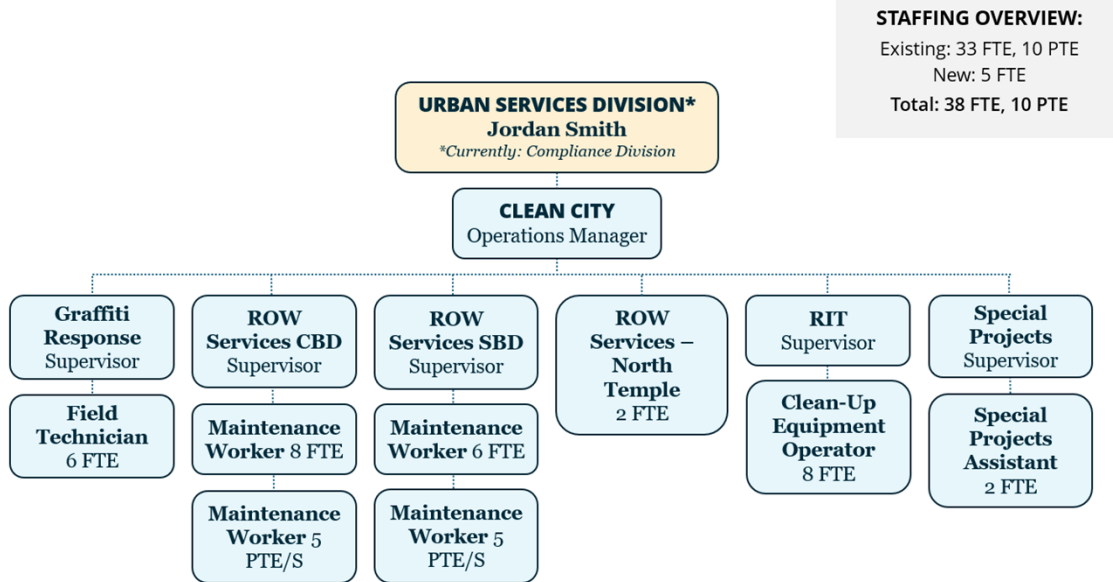 STAFFING OVERVIEW:
Existing: 33 FTE, 10 PTE
New: 5 FTE
Total: 38 FTE, 10 PTE
URBAN SERVICES DIVISION*
Jordan Smith
*Currently: Compliance Division
CLEAN CITY
Operations Manager
Graffiti
Response
Supervisor
Field
Technician
6 FTE
ROW
Services CBD
Supervisor
Maintenance
Worker 8 FTE
Maintenance
Worker 5
PTE/S
ROW
Services SBD
Supervisor
Maintenance
Worker 6 FTE
Maintenance
Worker 5
PTE/S
ROW
Services –
North
Temple
2 FTE
RIT
Supervisor
Clean-Up
Equipment
Operator
8 FTE
Special
Projects
Supervisor
Special
Projects
Assistant
2 FTE